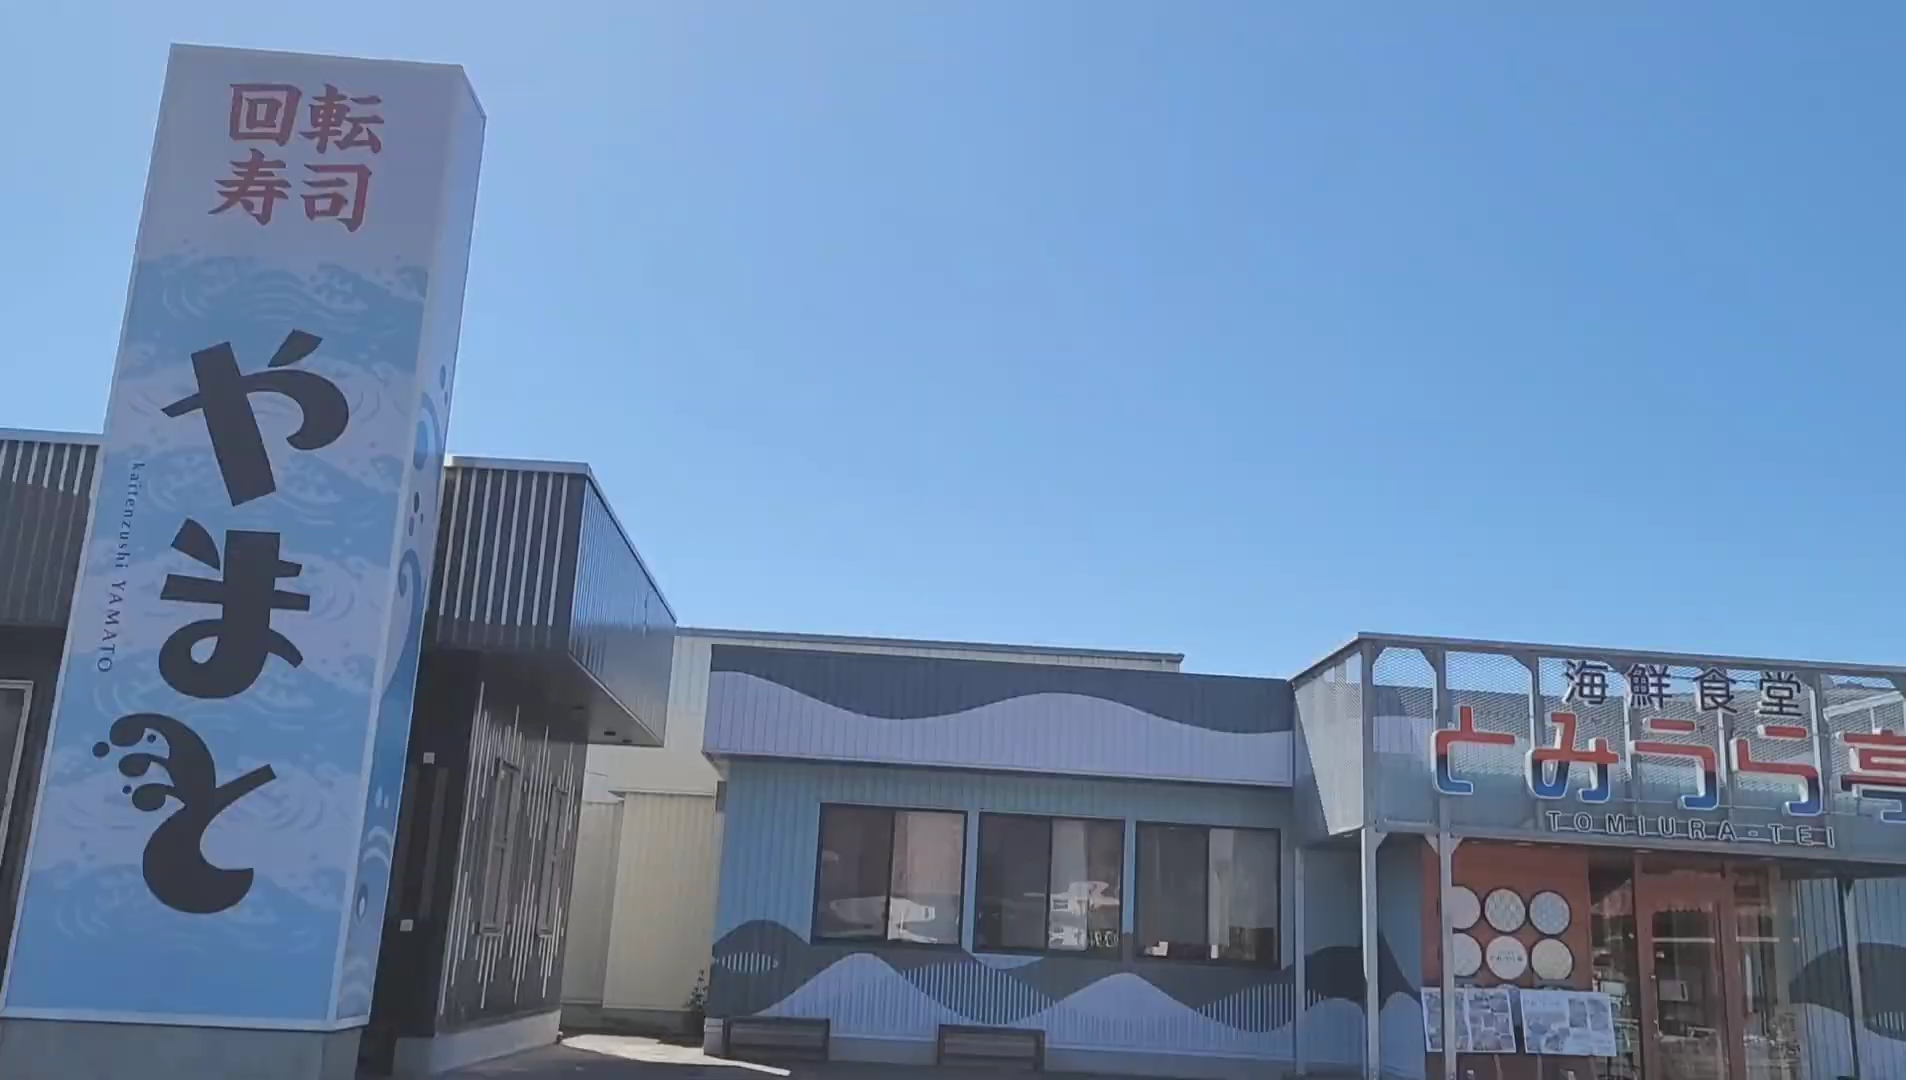 回転
寿司
やまと
kaitenzushi YAMATO
海鮮食堂
とみうら亭
TOMIURA-TEI